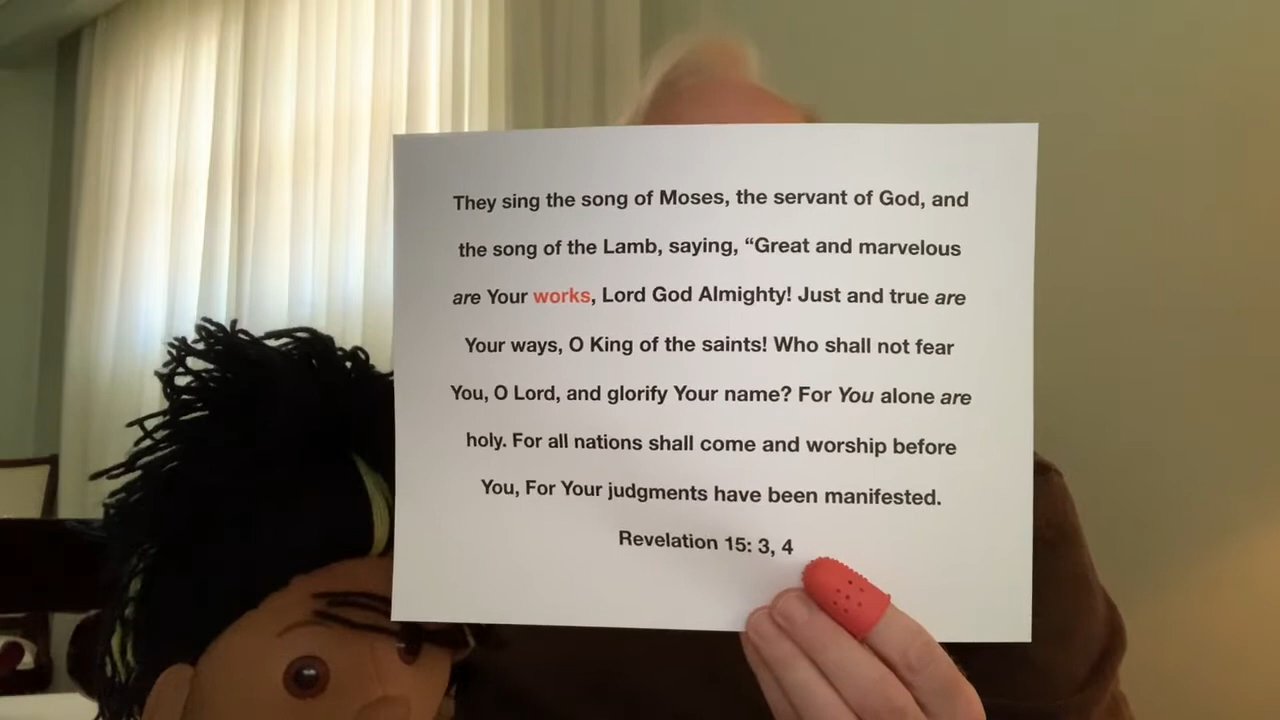 They sing the song of Moses, the servant of God, and
the song of the Lamb, saying, “Great and marvelous
are Your works, Lord God Almighty! Just and true are
Your ways, O King of the saints! Who shall not fear
You, O Lord, and glorify Your name? For You alone are
holy. For all nations shall come and worship before
You, For Your judgments have been manifested.
Revelation 15: 3, 4